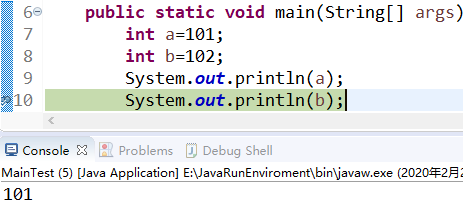 6 public static void main(String[] args)
7 int a=101;
8 int b=102;
9 System.out.println(a);
10 System.out.println(b);
Console Problems Debug Shell
MainTest (5) [Java Application] E:\JavaRunEnviroment\bin\javaw.exe (2020年2月2
101